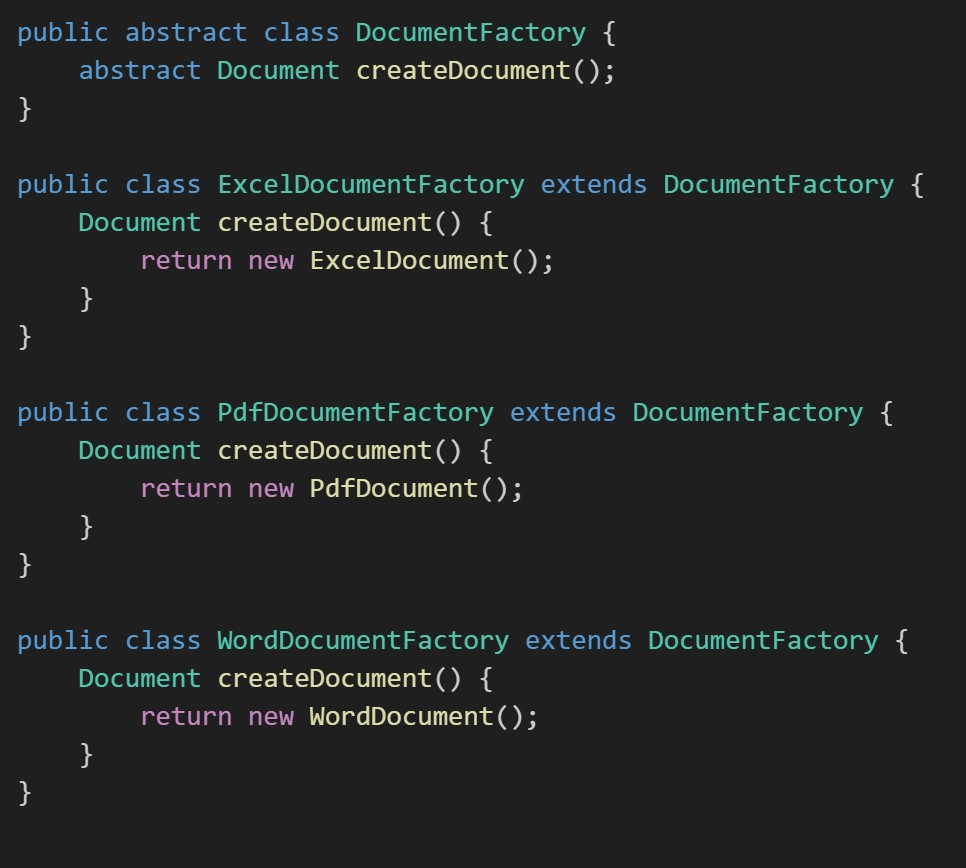 public abstract class DocumentFactory {
    abstract Document createDocument();
}

public class ExcelDocumentFactory extends DocumentFactory {
    Document createDocument() {
        return new ExcelDocument();
    }
}

public class PdfDocumentFactory extends DocumentFactory {
    Document createDocument() {
        return new PdfDocument();
    }
}

public class WordDocumentFactory extends DocumentFactory {
    Document createDocument() {
        return new WordDocument();
    }
}